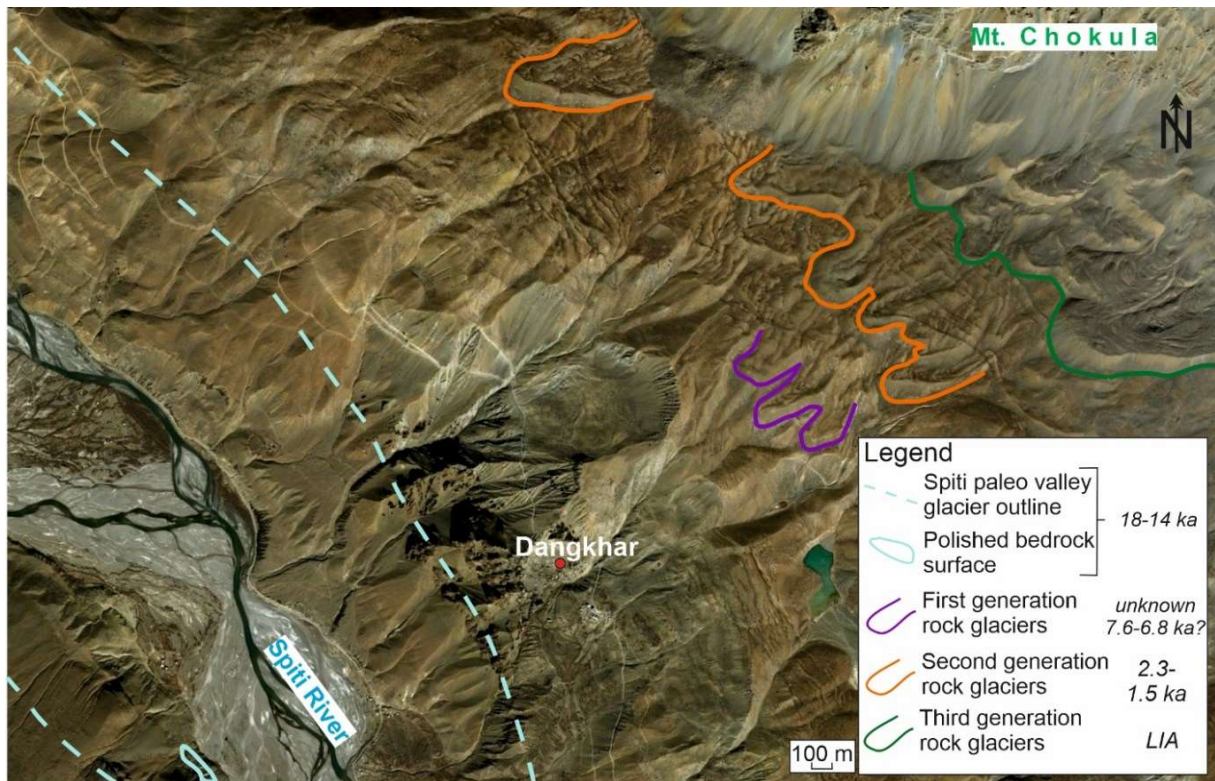 Mt. Chokula
N
Dangkhar
Spiti River
Legend
Spiti paleo valley
glacier outline
Polished bedrock
surface
18-14 ka
First generation
rock glaciers
unknown
7.6-6.8 ka?
Second generation
rock glaciers
2.3-
1.5 ka
Third generation
rock glaciers
LIA
100 m